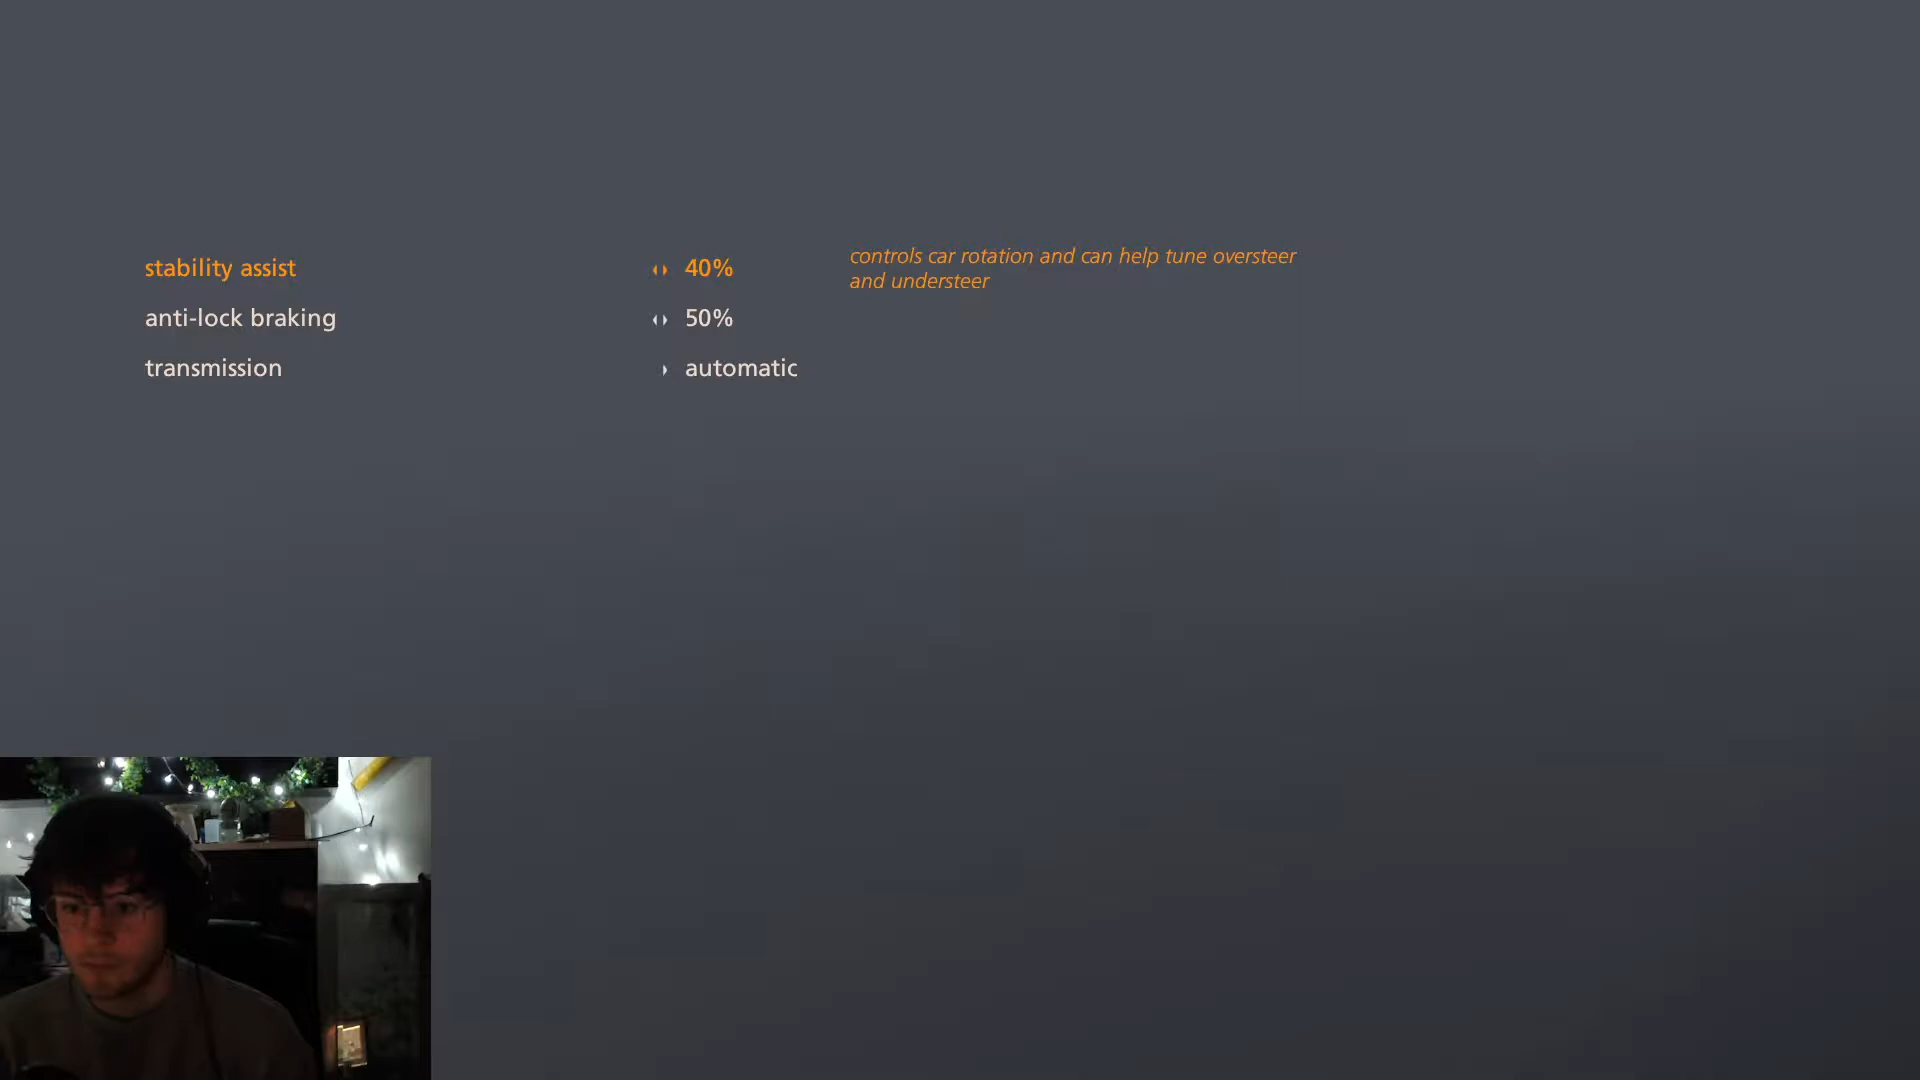 stability assist 40% controls car rotation and can help tune oversteer
and understeer
anti-lock braking 50%
transmission automatic